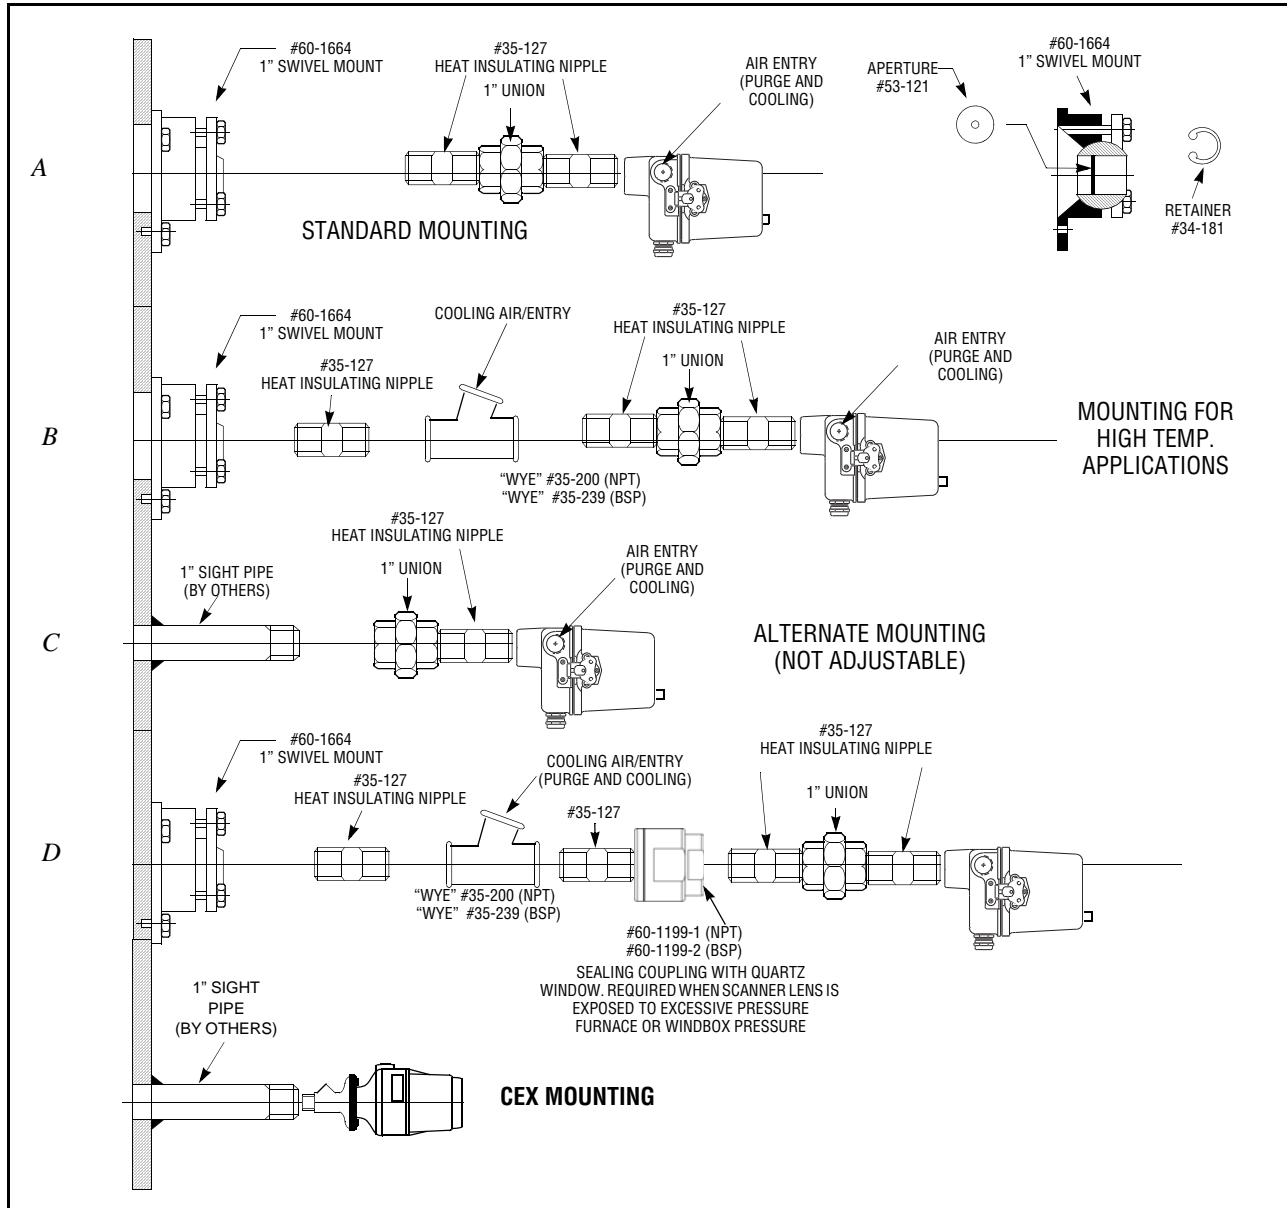 #60-1664
1” SWIVEL MOUNT
#35-127
HEAT INSULATING NIPPLE
1” UNION
AIR ENTRY
(PURGE AND
COOLING)
APERTURE
#53-121
#60-1664
1” SWIVEL MOUNT
A
RETAINER
#34-181
STANDARD MOUNTING
#60-1664
1” SWIVEL MOUNT
#35-127
HEAT INSULATING NIPPLE
COOLING AIR/ENTRY
#35-127
HEAT INSULATING NIPPLE
1” UNION
AIR ENTRY
(PURGE AND
COOLING)
B
“WYE” #35-200 (NPT)
“WYE” #35-239 (BSP)
MOUNTING FOR
HIGH TEMP.
APPLICATIONS
1” SIGHT PIPE
(BY OTHERS)
#35-127
HEAT INSULATING NIPPLE
1” UNION
AIR ENTRY
(PURGE AND
COOLING)
C
ALTERNATE MOUNTING
(NOT ADJUSTABLE)
#60-1664
1” SWIVEL MOUNT
#35-127
HEAT INSULATING NIPPLE
COOLING AIR/ENTRY
(PURGE AND COOLING)
#35-127
#35-127
HEAT INSULATING NIPPLE
1” UNION
D
“WYE” #35-200 (NPT)
“WYE” #35-239 (BSP)
#60-1199-1 (NPT)
#60-1199-2 (BSP)
SEALING COUPLING WITH QUARTZ
WINDOW. REQUIRED WHEN SCANNER LENS IS
EXPOSED TO EXCESSIVE PRESSURE
FURNACE OR WINDBOX PRESSURE
1” SIGHT
PIPE
(BY OTHERS)
CEX MOUNTING